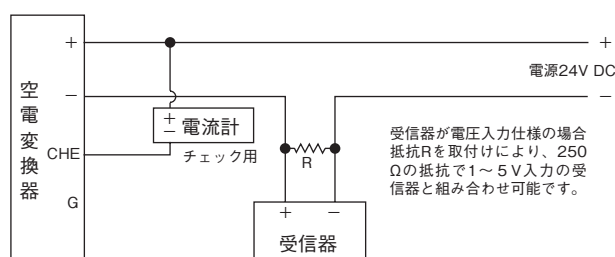 空電変換器
+
−
CHE
G
+
−
電流計
チェック用
R
+ −
受信器
+
電源24V DC
−
受信器が電圧入力仕様の場合
抵抗Rを取付けにより、250
Ωの抵抗で1～5V入力の受
信器と組み合わせ可能です。